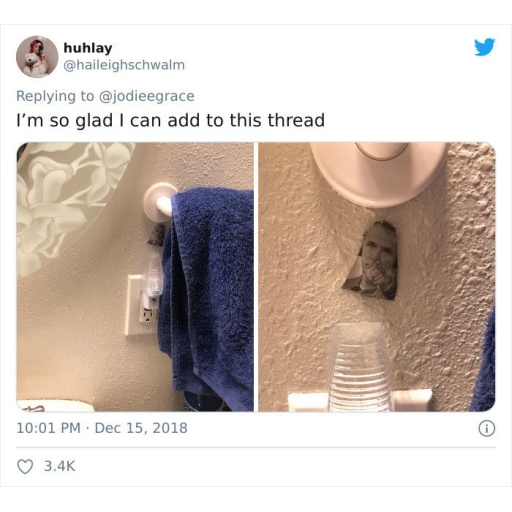 huhlay
@haileighschwalm
Replying to @jodieegrace
I’m so glad I can add to this thread
10:01 PM · Dec 15, 2018
3.4K